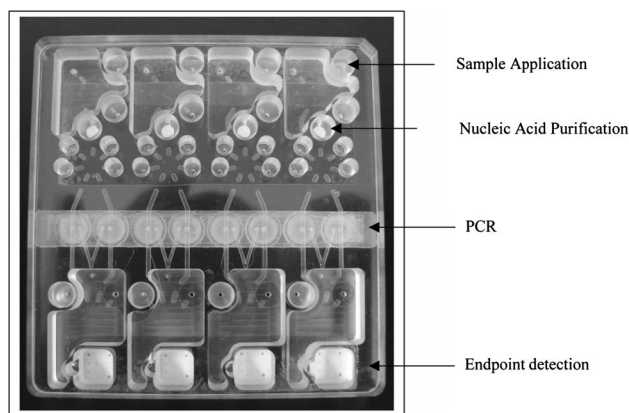 Sample Application
Nucleic Acid Purification
PCR
Endpoint detection